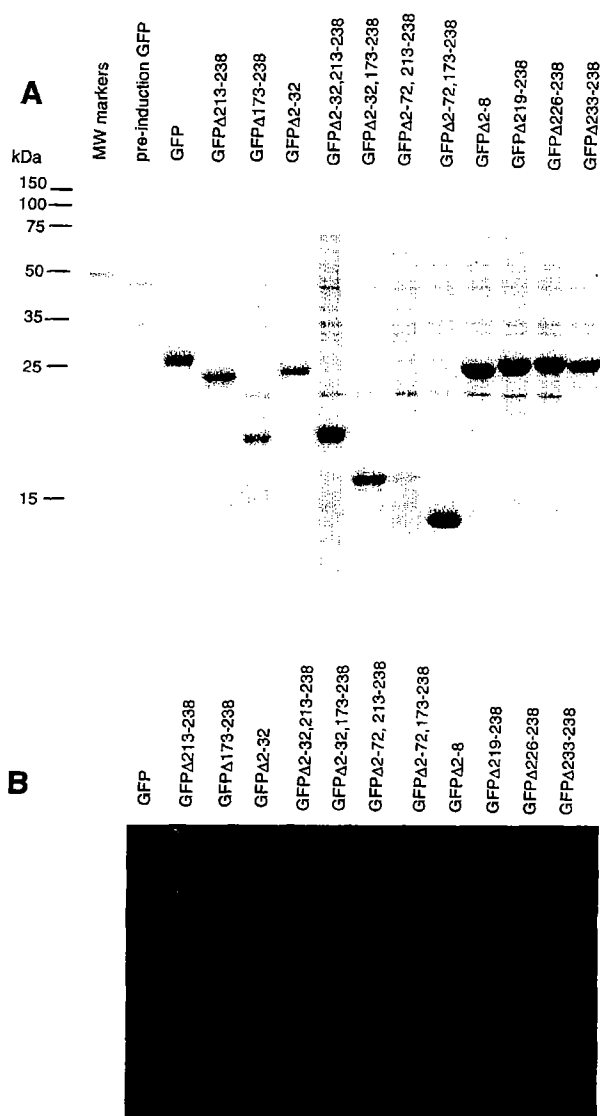 A
kDa
MW markers
pre-induction GFP
GFP
GFPΔ213-238
GFPΔ173-238
GFPΔ2-32
GFPΔ2-32,213-238
GFPΔ2-32,173-238
GFPΔ2-72, 213-238
GFPΔ2-72,173-238
GFPΔ2-8
GFPΔ219-238
GFPΔ226-238
GFPΔ233-238
150
100
75
50
35
25
15
B
GFP
GFPΔ213-238
GFPΔ173-238
GFPΔ2-32
GFPΔ2-32,213-238
GFPΔ2-32,173-238
GFPΔ2-72, 213-238
GFPΔ2-72,173-238
GFPΔ2-8
GFPΔ219-238
GFPΔ226-238
GFPΔ233-238